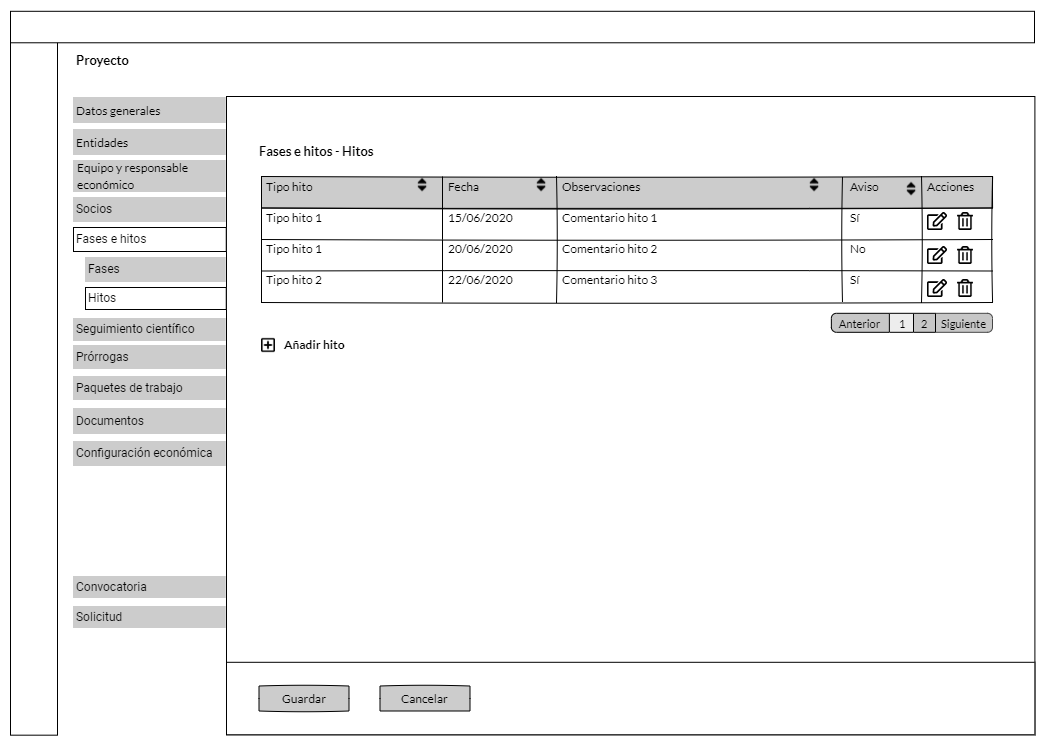 Proyecto
Datos generales
Entidades
Equipo y responsable
económico
Socios
Fases e hitos
Fases
Hitos
Seguimiento científico
Prórrogas
Paquetes de trabajo
Documentos
Configuración económica
Convocatoria
Solicitud
Fases e hitos - Hitos
Tipo hito Fecha Observaciones Aviso Acciones
Tipo hito 1 15/06/2020 Comentario hito 1 Sí
Tipo hito 1 20/06/2020 Comentario hito 2 No
Tipo hito 2 22/06/2020 Comentario hito 3 Sí
Anterior 1 2 Siguiente
Añadir hito
Guardar Cancelar